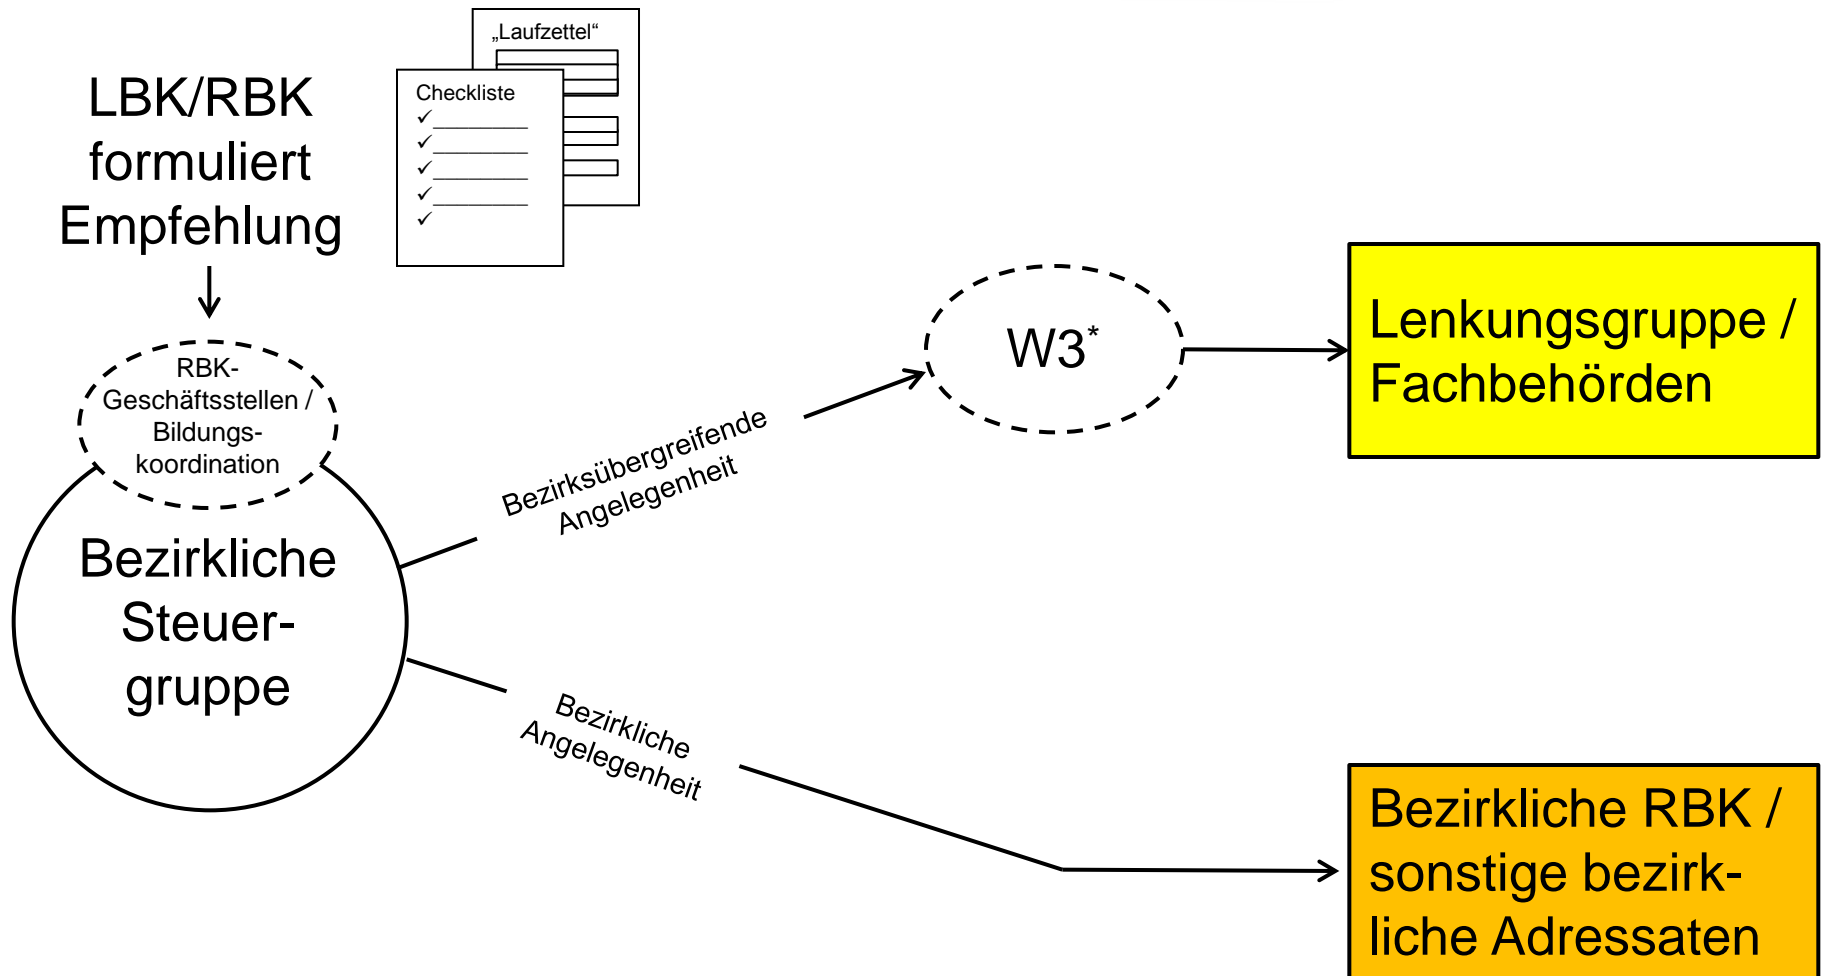 „Laufzettel“
Checkliste
✓
✓
✓
✓
✓
LBK/RBK
formuliert
Empfehlung
RBK-
Geschäftsstellen /
Bildungs-
koordination
Bezirkliche
Steuer-
gruppe
Bezirksübergreifende
Angelegenheit
W3*
Lenkungsgruppe /
Fachbehörden
Bezirkliche
Angelegenheit
Bezirkliche RBK /
sonstige bezirk-
liche Adressaten